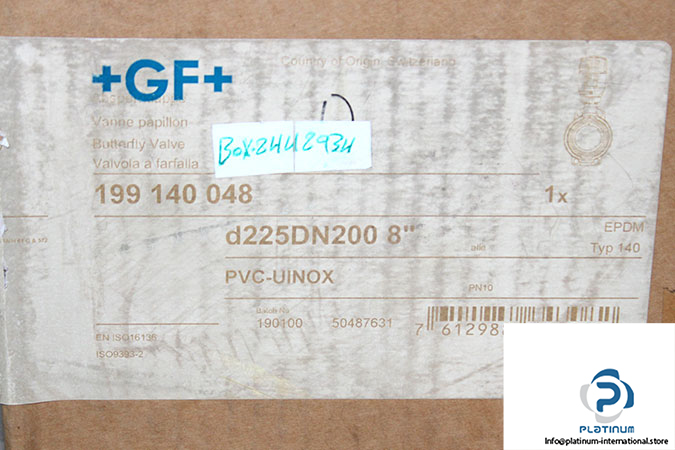 Country of Origin: Switzerland
+GF+
Vanne papillon
Butterfly Valve
Valvola a farfalla
Box.2442934
199 140 048
1x
d225DN200 8"
EPDM
Typ 140
PVC-UINOX
PN10
190100 50487631
7 61298
EN ISO16136
ISO9393-2
PLATINUM
Info@platinum-international.store